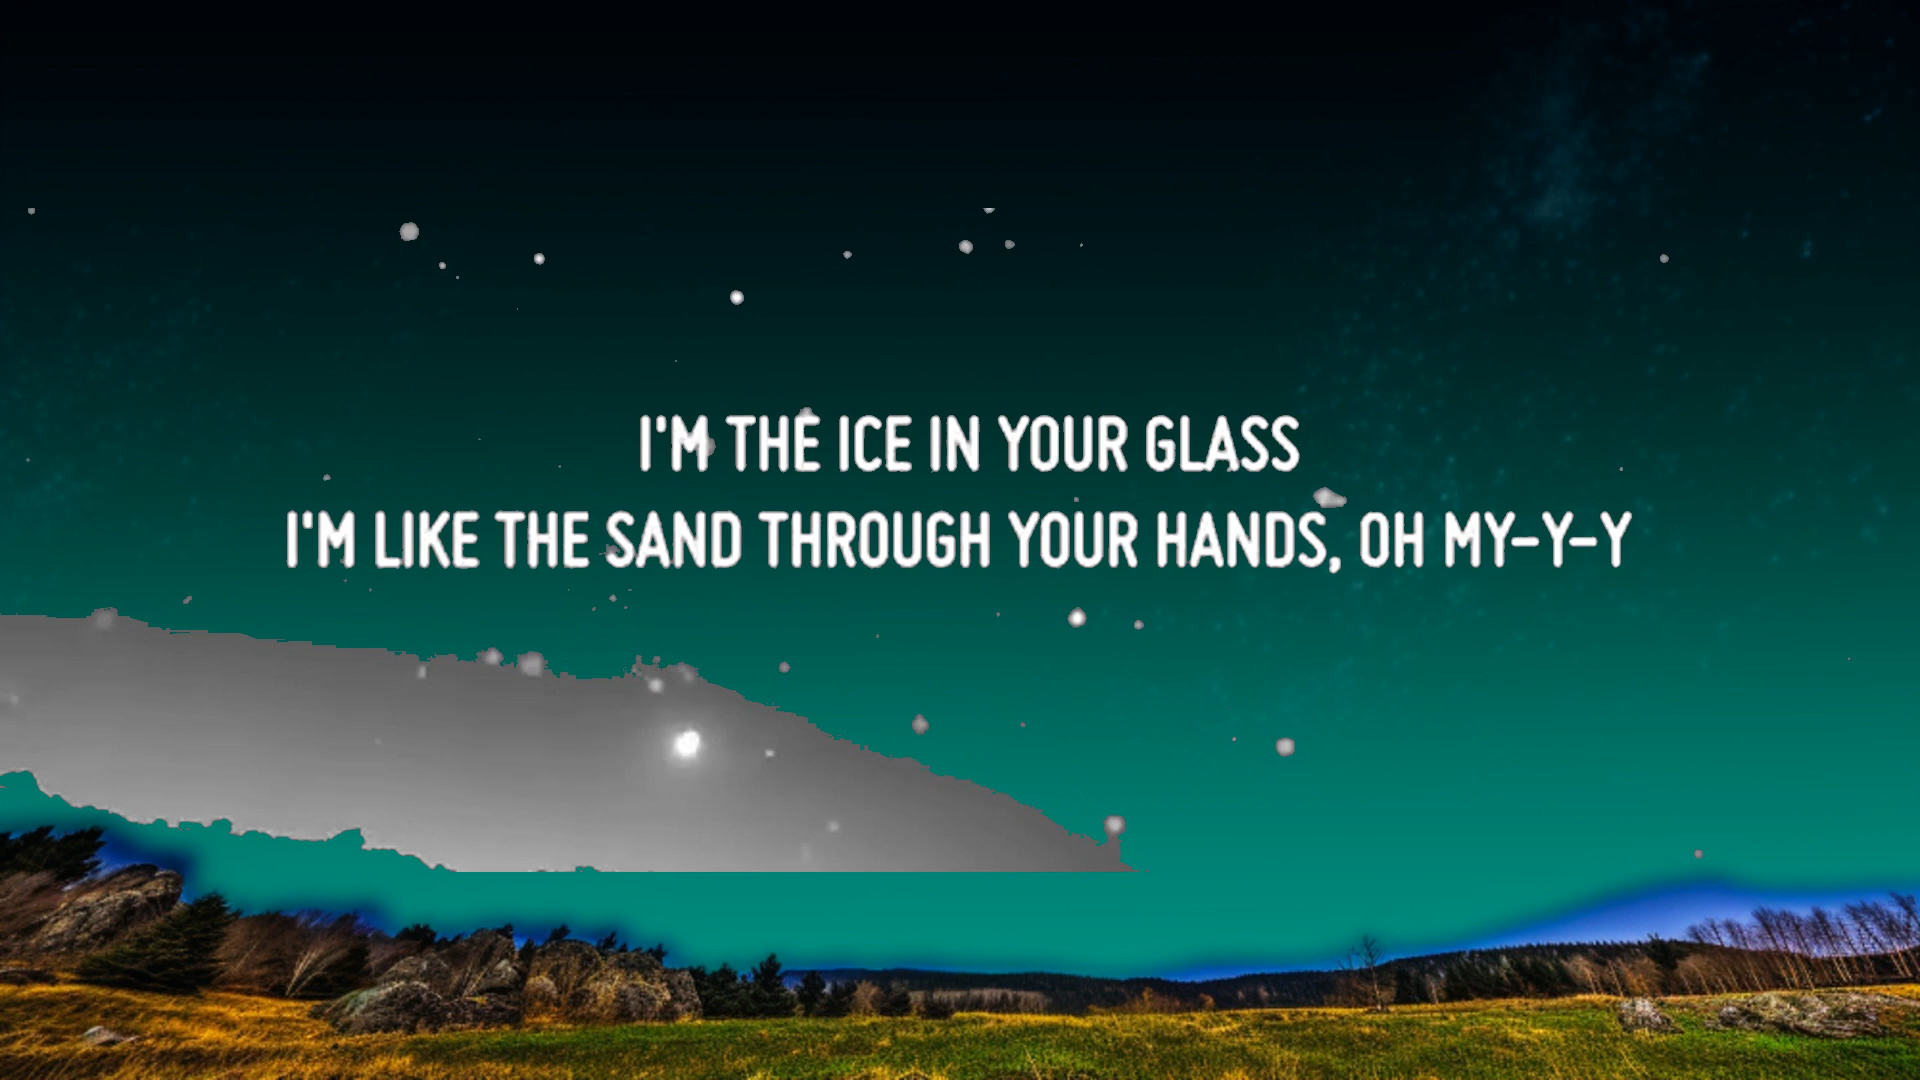 I'M THE ICE IN YOUR GLASS
I'M LIKE THE SAND THROUGH YOUR HANDS, OH MY-Y-Y